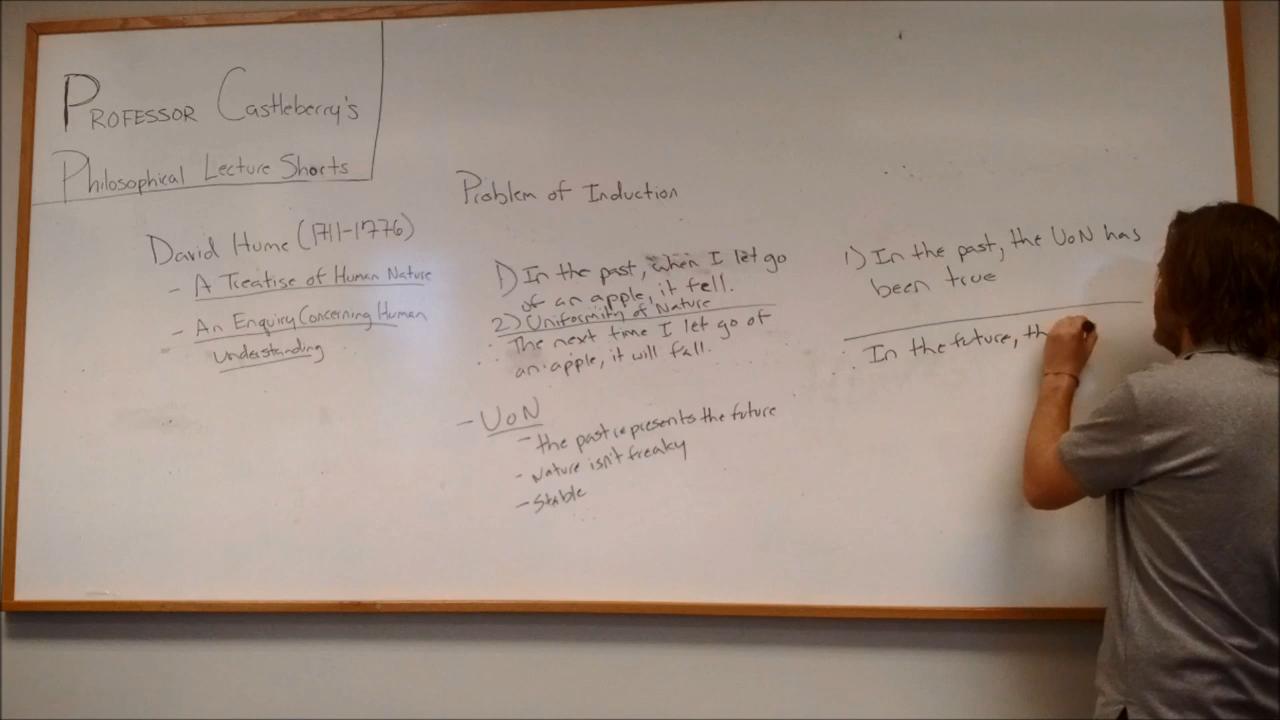 PROFESSOR Castleberry's
Philosophical Lecture Shorts
David Hume (1711-1776)
- A Treatise of Human Nature
- An Enquiry Concerning Human
Understanding
Problem of Induction
1) In the past, when I let go
of an apple, it fell.
2) Uniformity of Nature
∴ The next time I let go of
an apple, it will fall.
- UoN
- the past represents the future
- Nature isn't freaky
- Stable
1) In the past, the UoN has
been true
∴ In the future, th